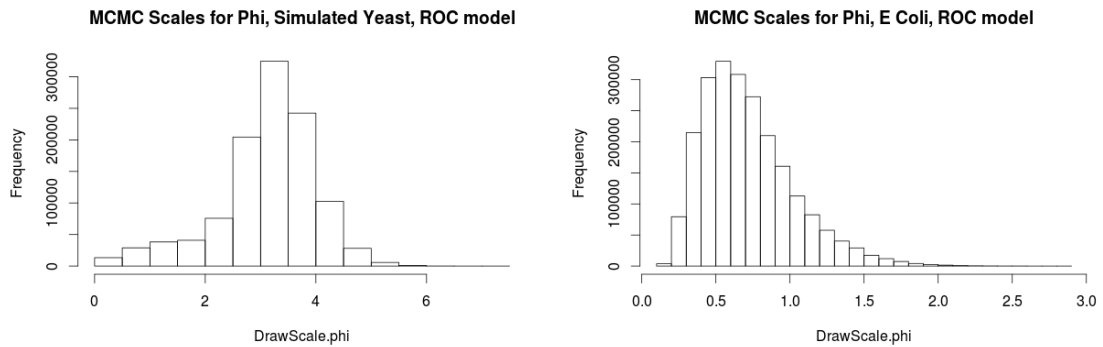 MCMC Scales for Phi, Simulated Yeast, ROC model
Frequency
300000
200000
100000
0
0 2 4 6
DrawScale.phi
MCMC Scales for Phi, E Coli, ROC model
Frequency
300000
200000
100000
0
0.0 0.5 1.0 1.5 2.0 2.5 3.0
DrawScale.phi